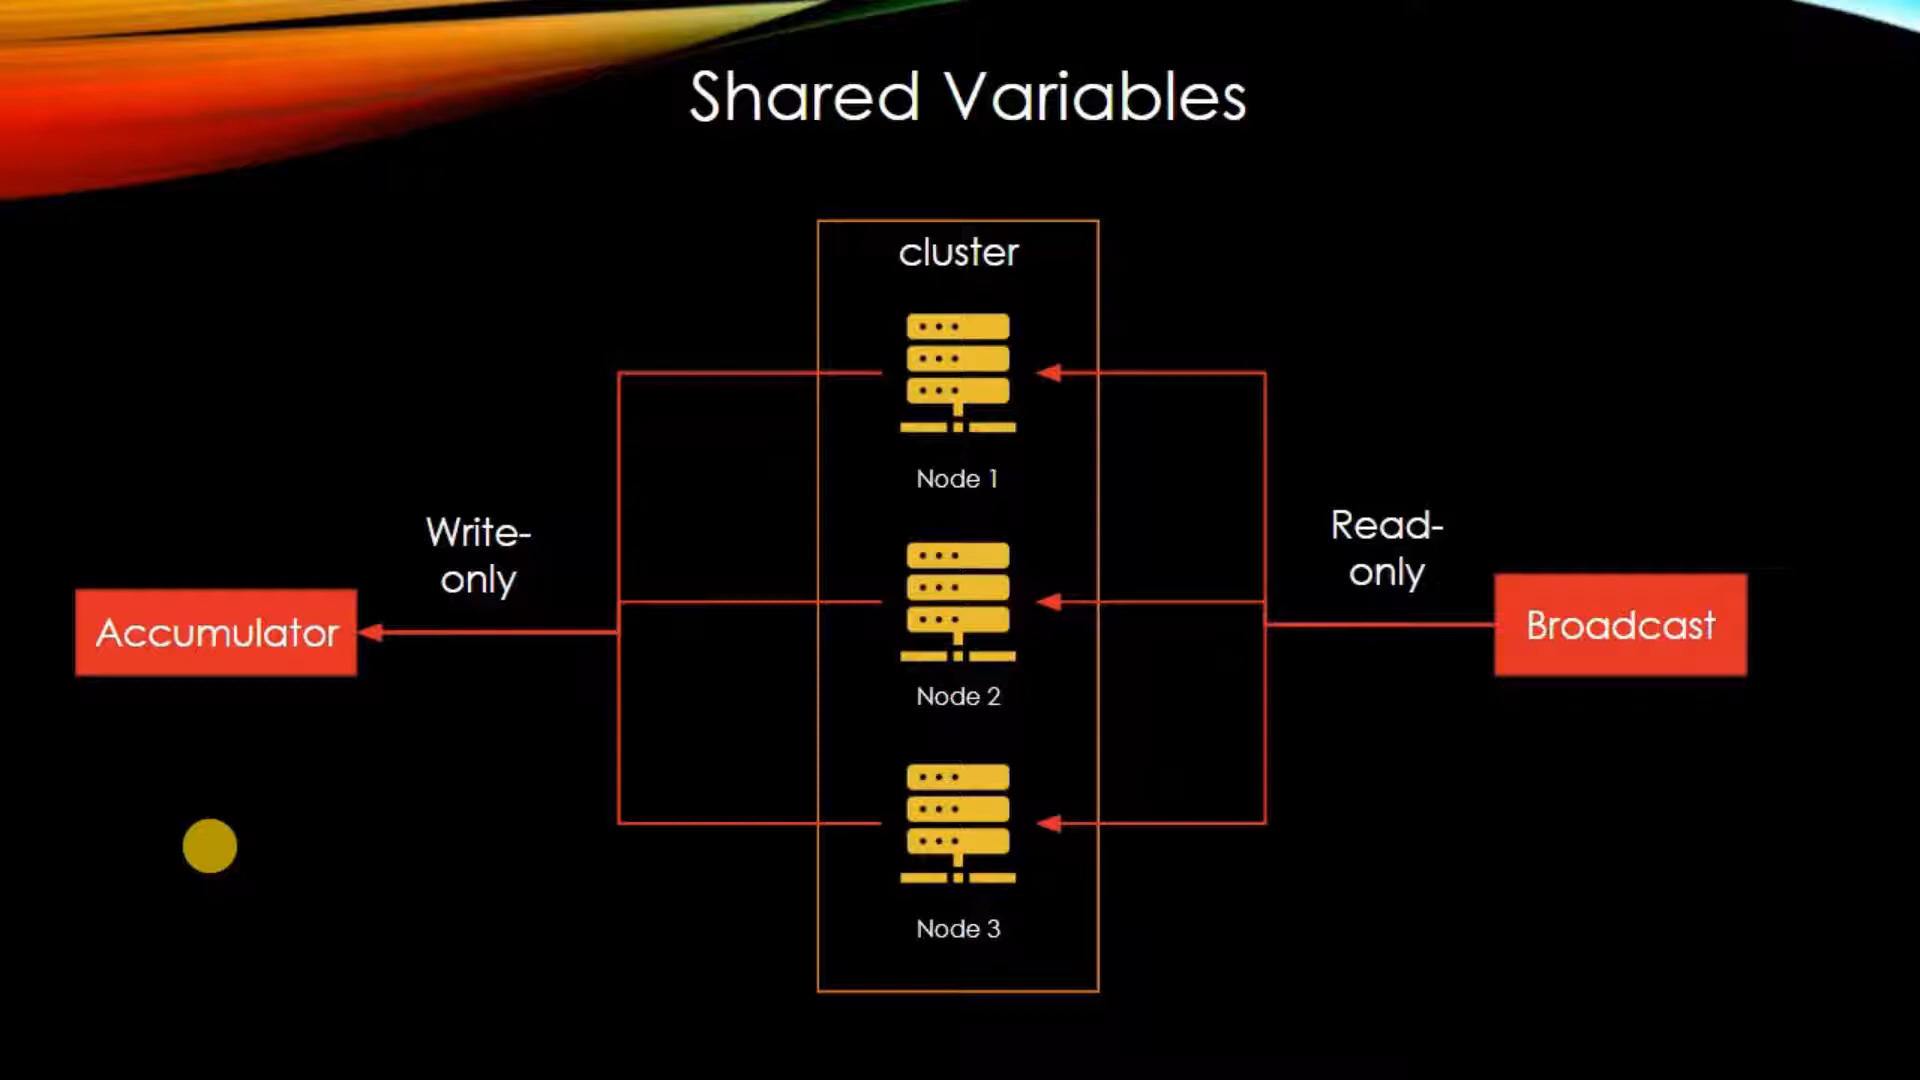 Shared Variables
cluster
Node 1
Write-
only
Read-
only
Accumulator
Broadcast
Node 2
Node 3